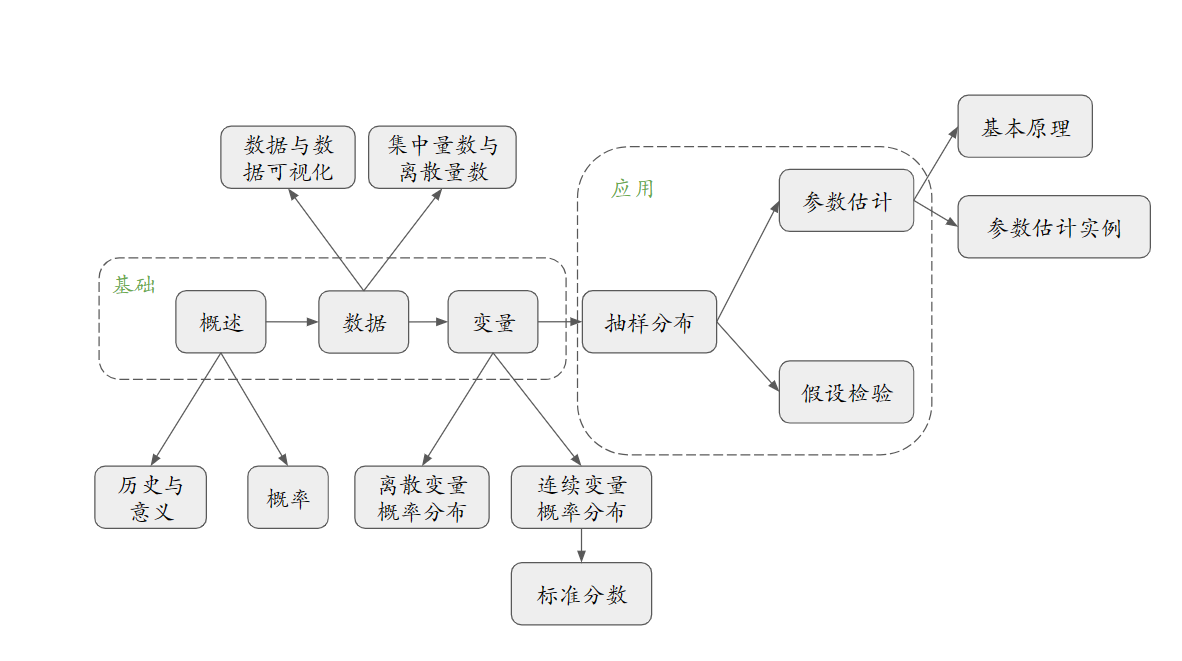 基本原理
数据与数
据可视化
集中量数与
离散量数
应用
参数估计
参数估计实例
基础
概述
数据
变量
抽样分布
假设检验
历史与
意义
概率
离散变量
概率分布
连续变量
概率分布
标准分数